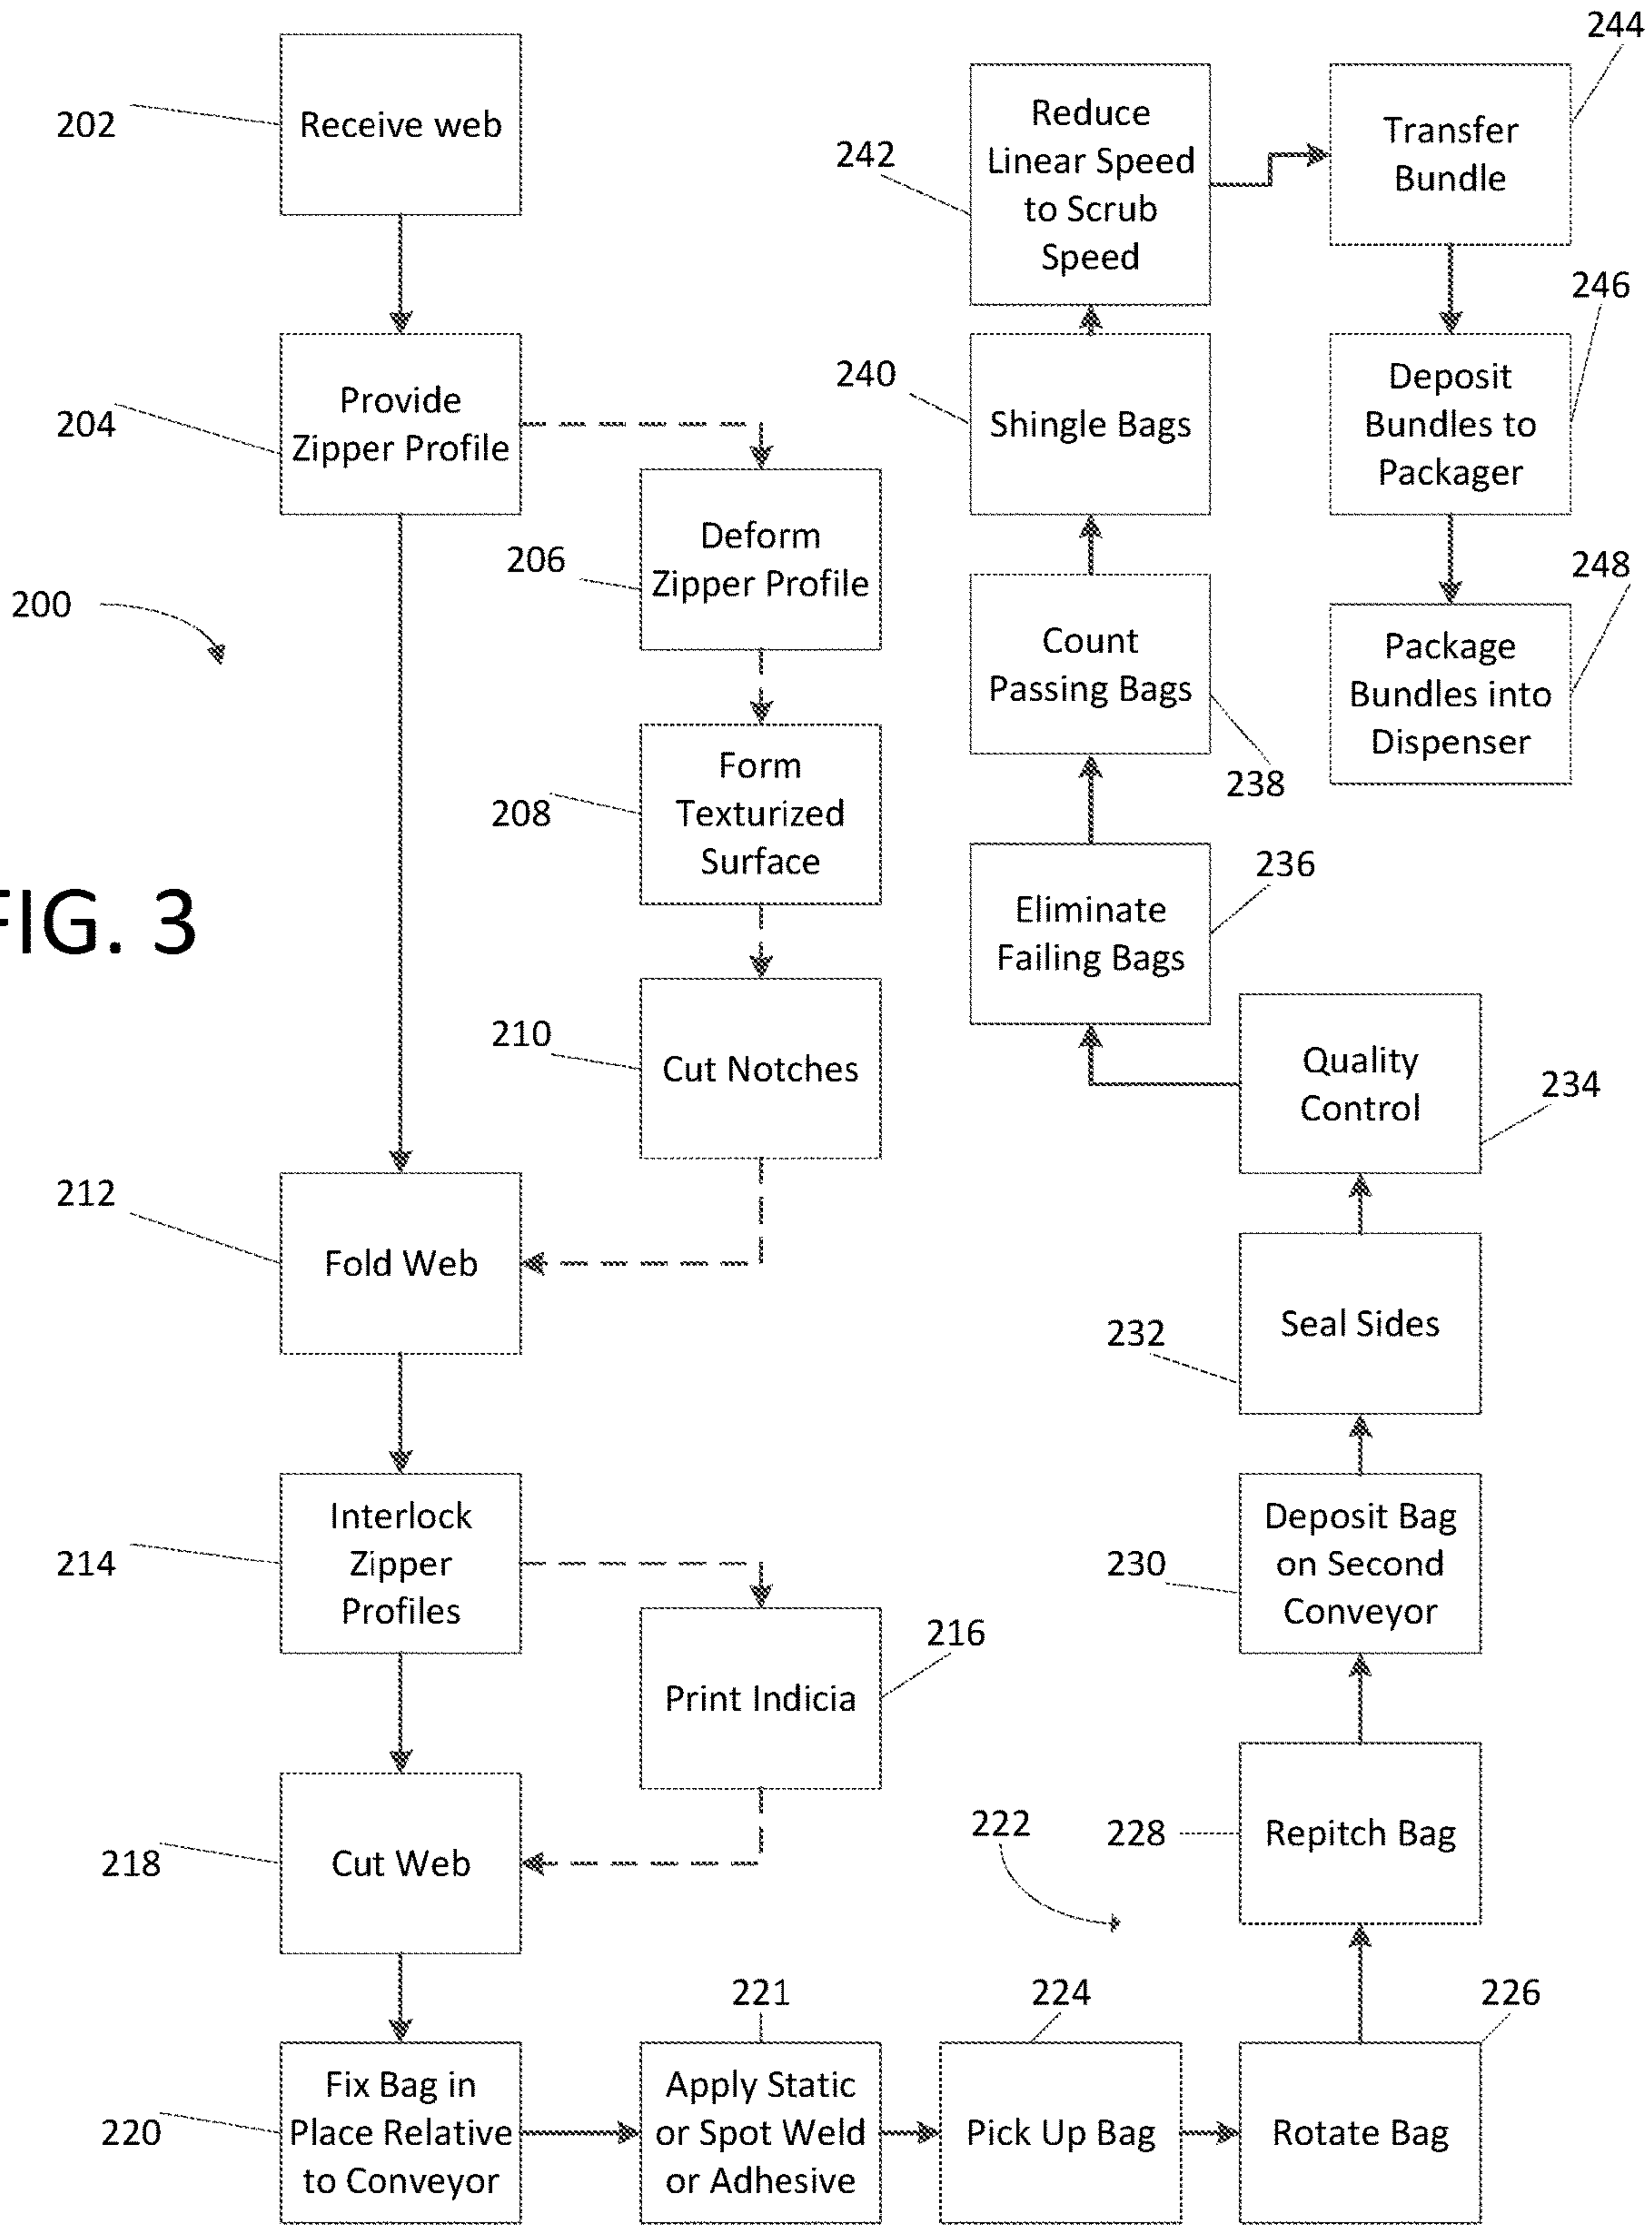 202
Receive web
204
Provide
Zipper Profile
206
Deform
Zipper Profile
200
208
Form
Texturized
Surface
FIG. 3
210
Cut Notches
212
Fold Web
214
Interlock
Zipper
Profiles
216
Print Indicia
218
Cut Web
220
Fix Bag in
Place Relative
to Conveyor
221
Apply Static
or Spot Weld
or Adhesive
222
224
Pick Up Bag
226
Rotate Bag
228
Repitch Bag
230
Deposit Bag
on Second
Conveyor
232
Seal Sides
234
Quality
Control
236
Eliminate
Failing Bags
238
Count
Passing Bags
240
Shingle Bags
242
Reduce
Linear Speed
to Scrub
Speed
244
Transfer
Bundle
246
Deposit
Bundles to
Packager
248
Package
Bundles into
Dispenser